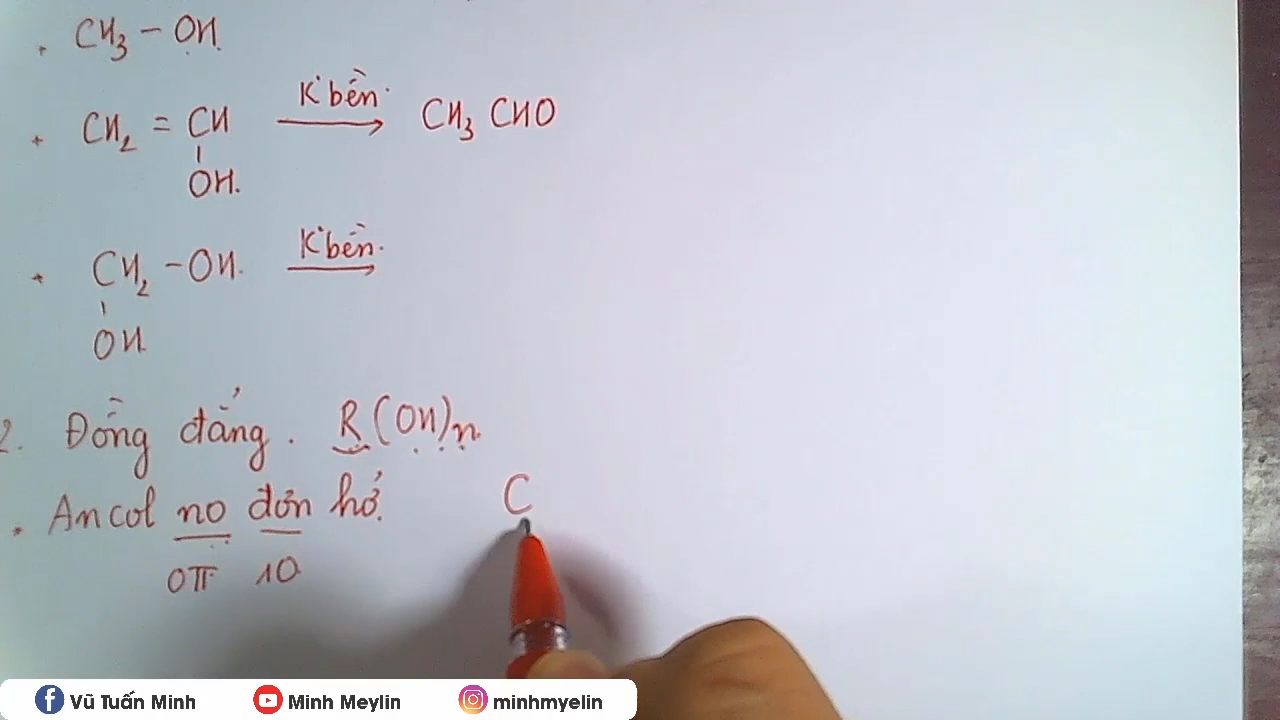 . CH₃ – OH.
+ CH₂ = CH K° bền. → CH₃ CHO
OH.
+ CH₂ – OH. K° bền. →
OH
2. Đồng đẳng. R(OH)n
. Ancol no đơn hở. C
0π 1O
Vũ Tuấn Minh Minh Meylin minhmyelin